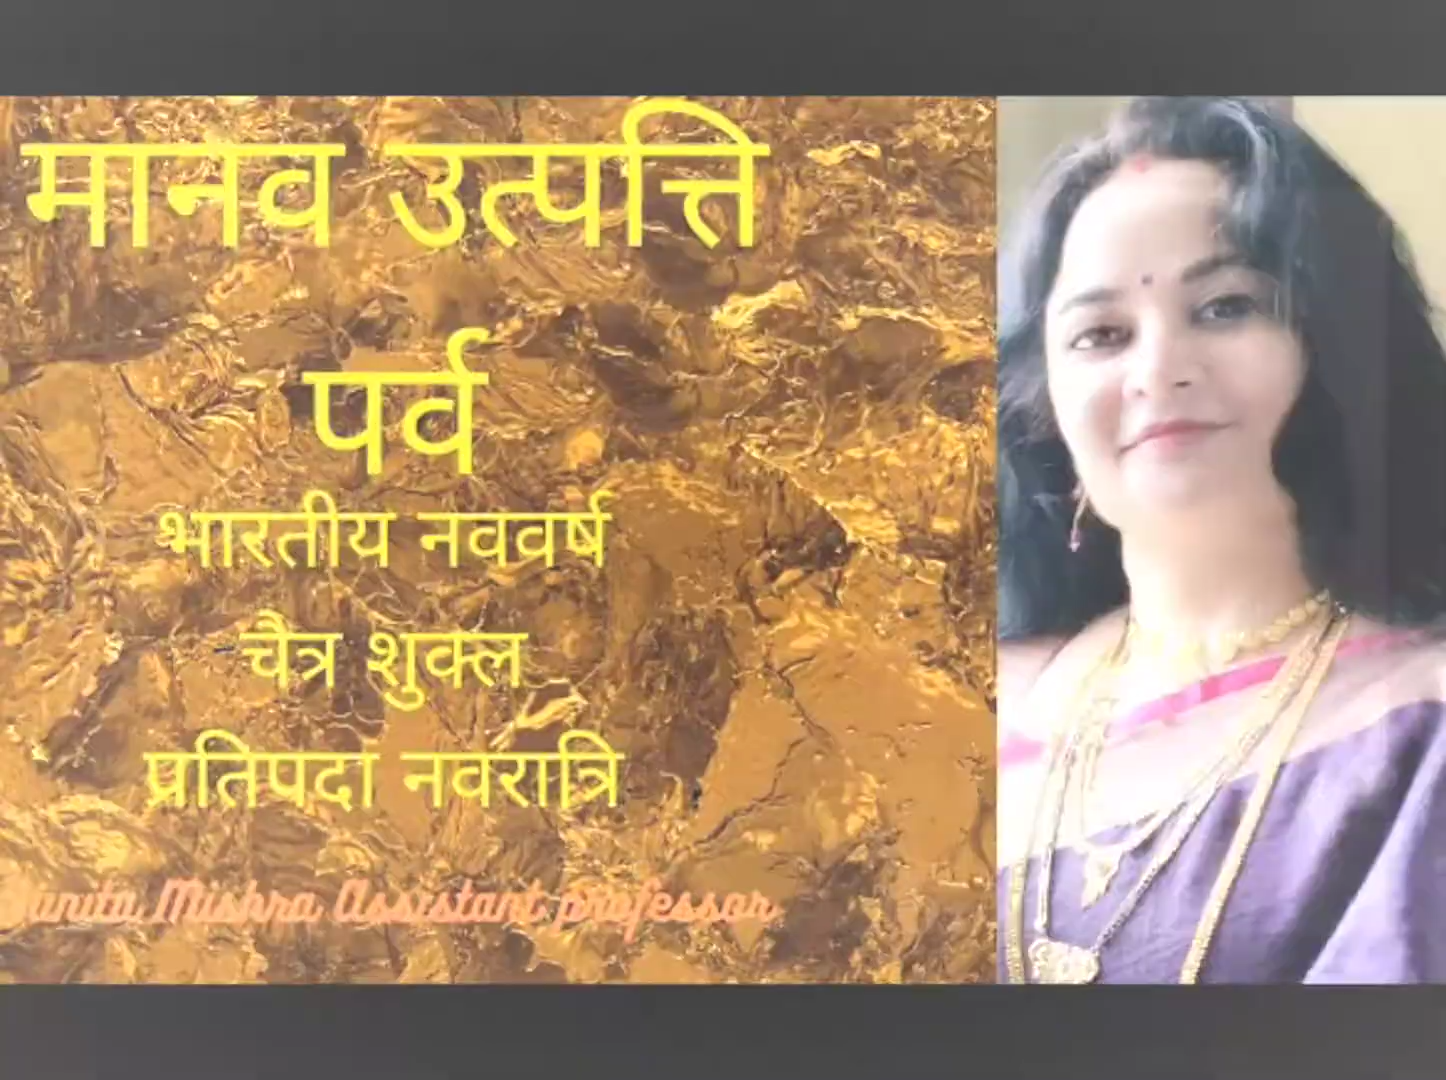 मानव उत्पत्ति
पर्व
भारतीय नववर्ष
चैत्र शुक्ल
प्रतिपदा नवरात्रि
Mishra Assistant professor